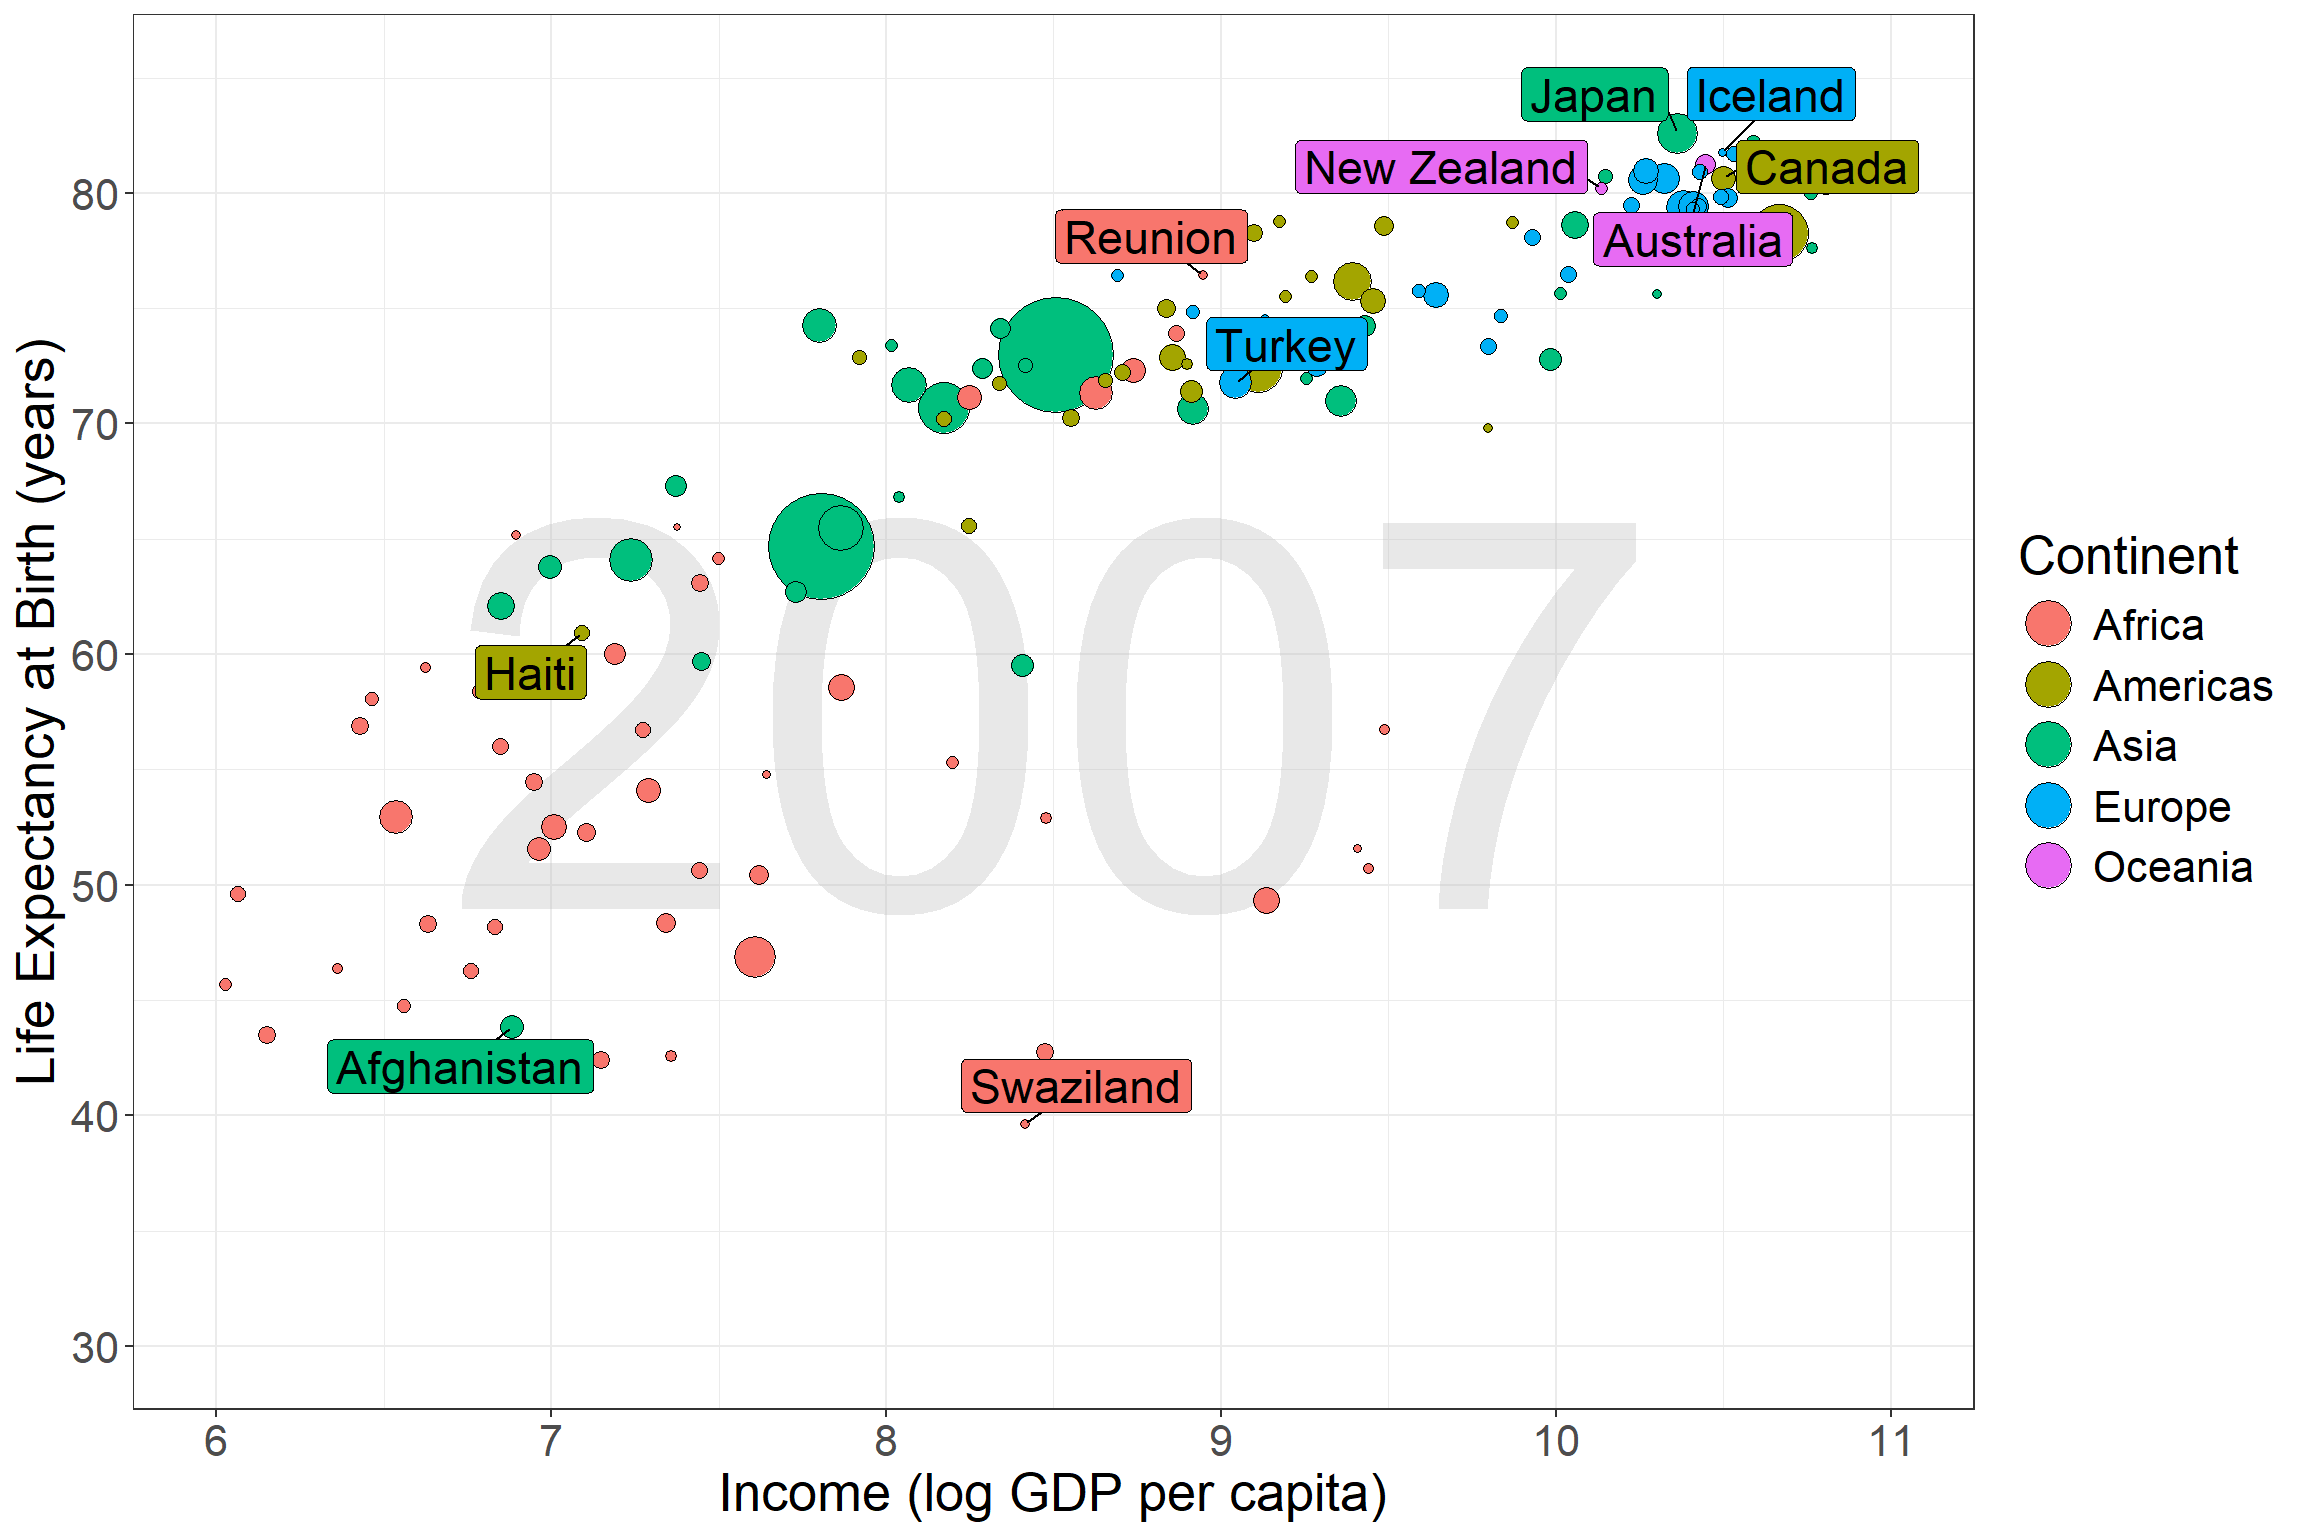 Japan
Iceland
New Zealand
Canada
80
Reunion
Australia
Turkey
70
2007
Life Expectancy at Birth (years)
Continent
Africa
60
Haiti
Americas
Asia
Europe
50
Oceania
Afghanistan
Swaziland
40
30
6 7 8 9 10 11
Income (log GDP per capita)